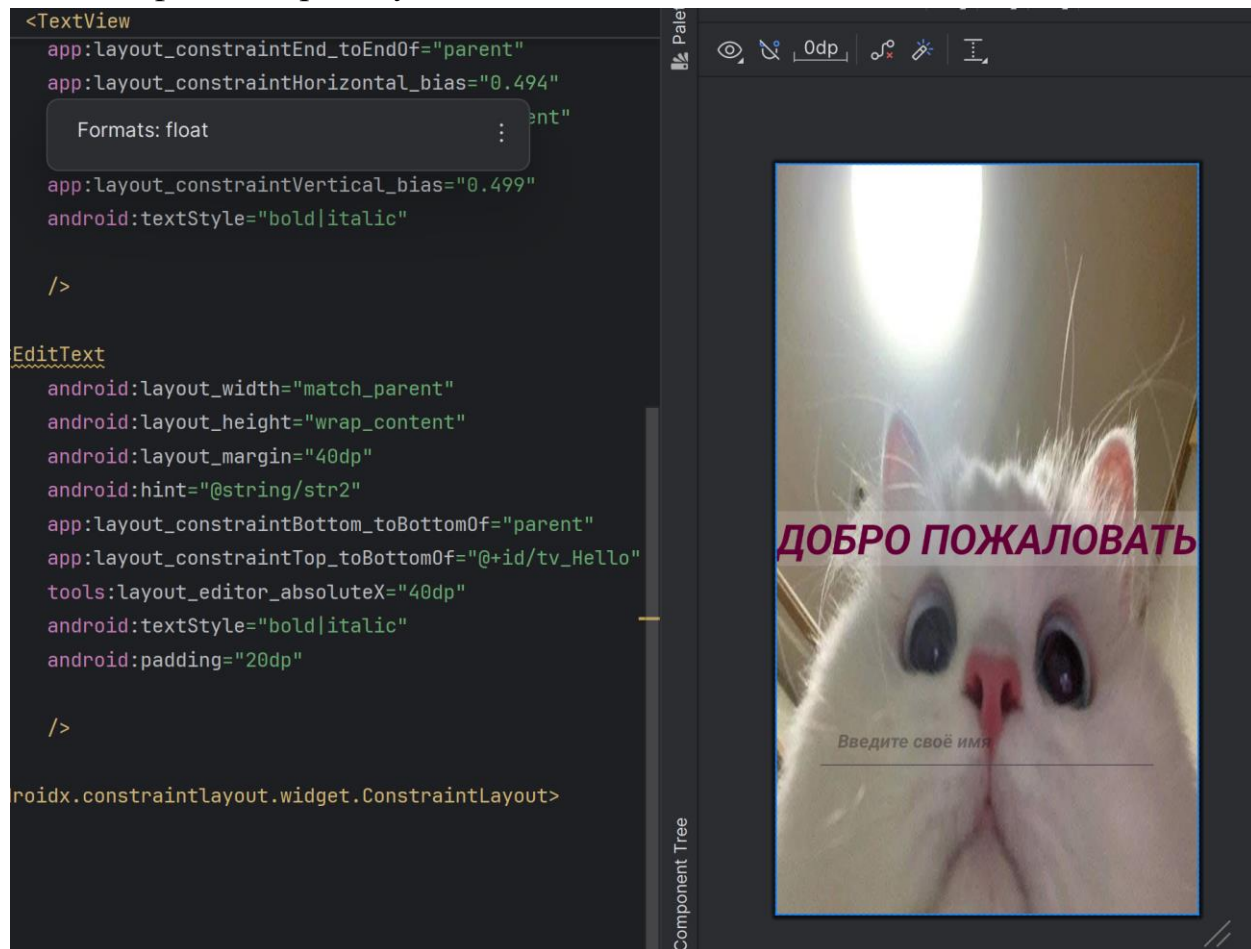 <TextView
app:layout_constraintEnd_toEndOf="parent"
app:layout_constraintHorizontal_bias="0.494"
ent"
Formats: float
app:layout_constraintVertical_bias="0.499"
android:textStyle="bold|italic"
/>
EditText
android:layout_width="match_parent"
android:layout_height="wrap_content"
android:layout_margin="40dp"
android:hint="@string/str2"
app:layout_constraintBottom_toBottomOf="parent"
app:layout_constraintTop_toBottomOf="@+id/tv_Hello"
tools:layout_editor_absoluteX="40dp"
android:textStyle="bold|italic"
android:padding="20dp"
/>
roidx.constraintlayout.widget.ConstraintLayout>
Pale
Component Tree
0dp
ДОБРО ПОЖАЛОВАТЬ
Введите своё имя